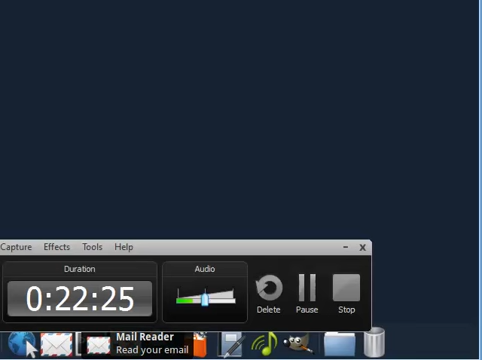 Capture Effects Tools Help
Duration
Audio
0:22:25
Delete Pause Stop
Mail Reader
Read your email